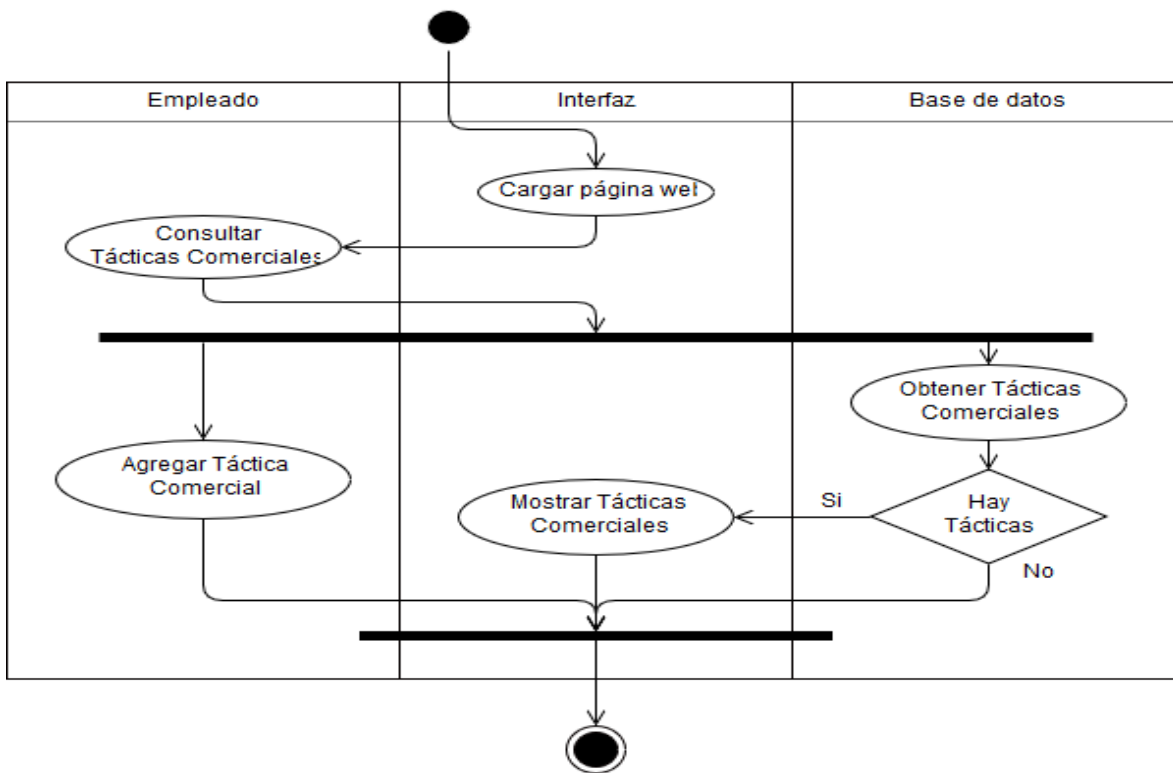 Empleado
Interfaz
Base de datos
Cargar página web
Consultar
Tácticas Comerciales
Obtener Tácticas
Comerciales
Agregar Táctica
Comercial
Mostrar Tácticas
Comerciales
Si
Hay
Tácticas
No